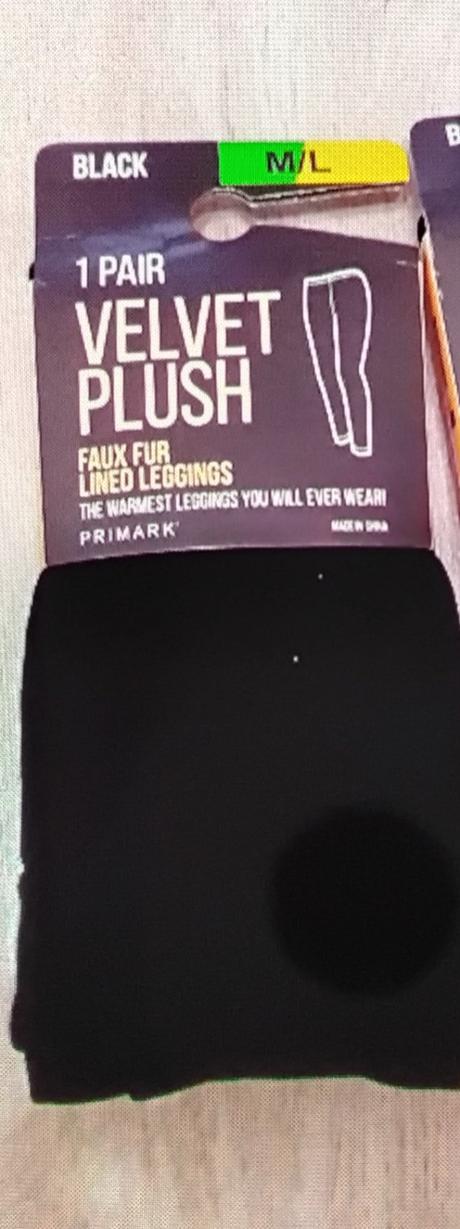 BLACK
M/L
B
1 PAIR
VELVET
PLUSH
FAUX FUR
LINED LEGGINGS
THE WARMEST LEGGINGS YOU WILL EVER WEAR!
PRIMARK
MADE IN CHINA